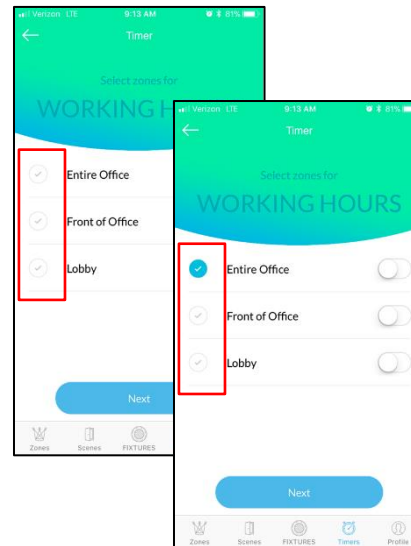 Verizon LTE 9:13 AM 81%
Timer
Select zones for
WORKING H
Entire Office
Front of Office
Lobby
Next
Zones Scenes FIXTURES
Verizon LTE 9:13 AM 81%
Timer
Select zones for
WORKING HOURS
Entire Office
Front of Office
Lobby
Next
Zones Scenes FIXTURES Timers Profile